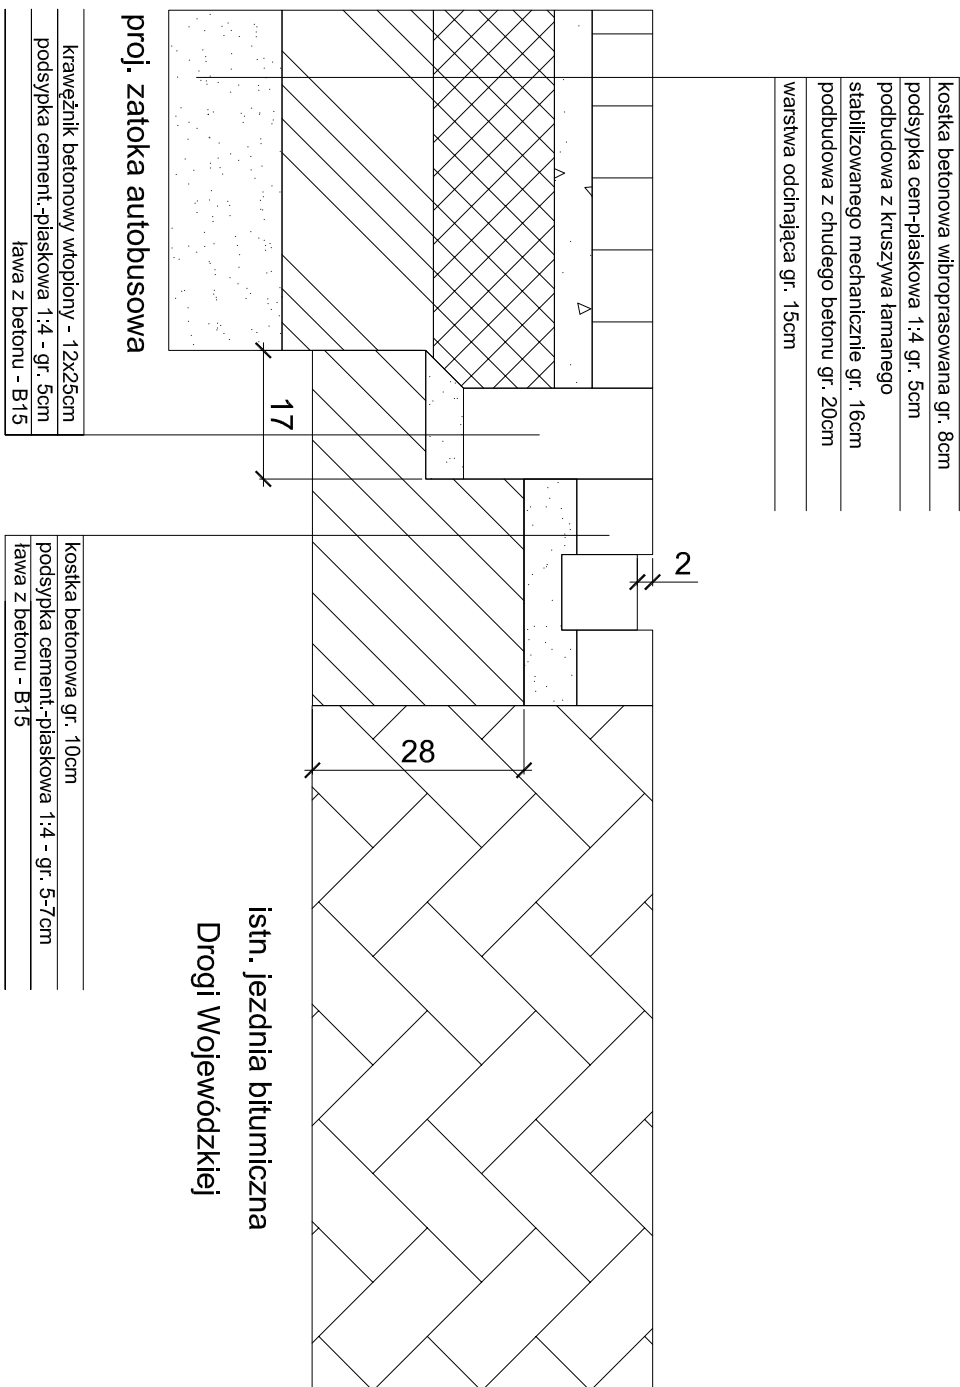 kostka betonowa wibroprasowana gr. 8cm
podsypka cem-piaskowa 1:4 gr. 5cm
podbudowa z kruszywa łamanego
stabilizowanego mechanicznie gr. 16cm
podbudowa z chudego betonu gr. 20cm
warstwa odcinająca gr. 15cm
2
17
28
proj. zatoka autobusowa
istn. jezdnia bitumiczna
Drogi Wojewódzkiej
krawężnik betonowy wtopiony - 12x25cm
podsypka cement.-piaskowa 1:4 - gr. 5cm
ława z betonu - B15
kostka betonowa gr. 10cm
podsypka cement.-piaskowa 1:4 - gr. 5-7cm
ława z betonu - B15